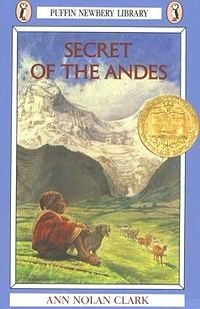 PUFFIN NEWBERY LIBRARY
SECRET
OF THE ANDES
ANN NOLAN CLARK